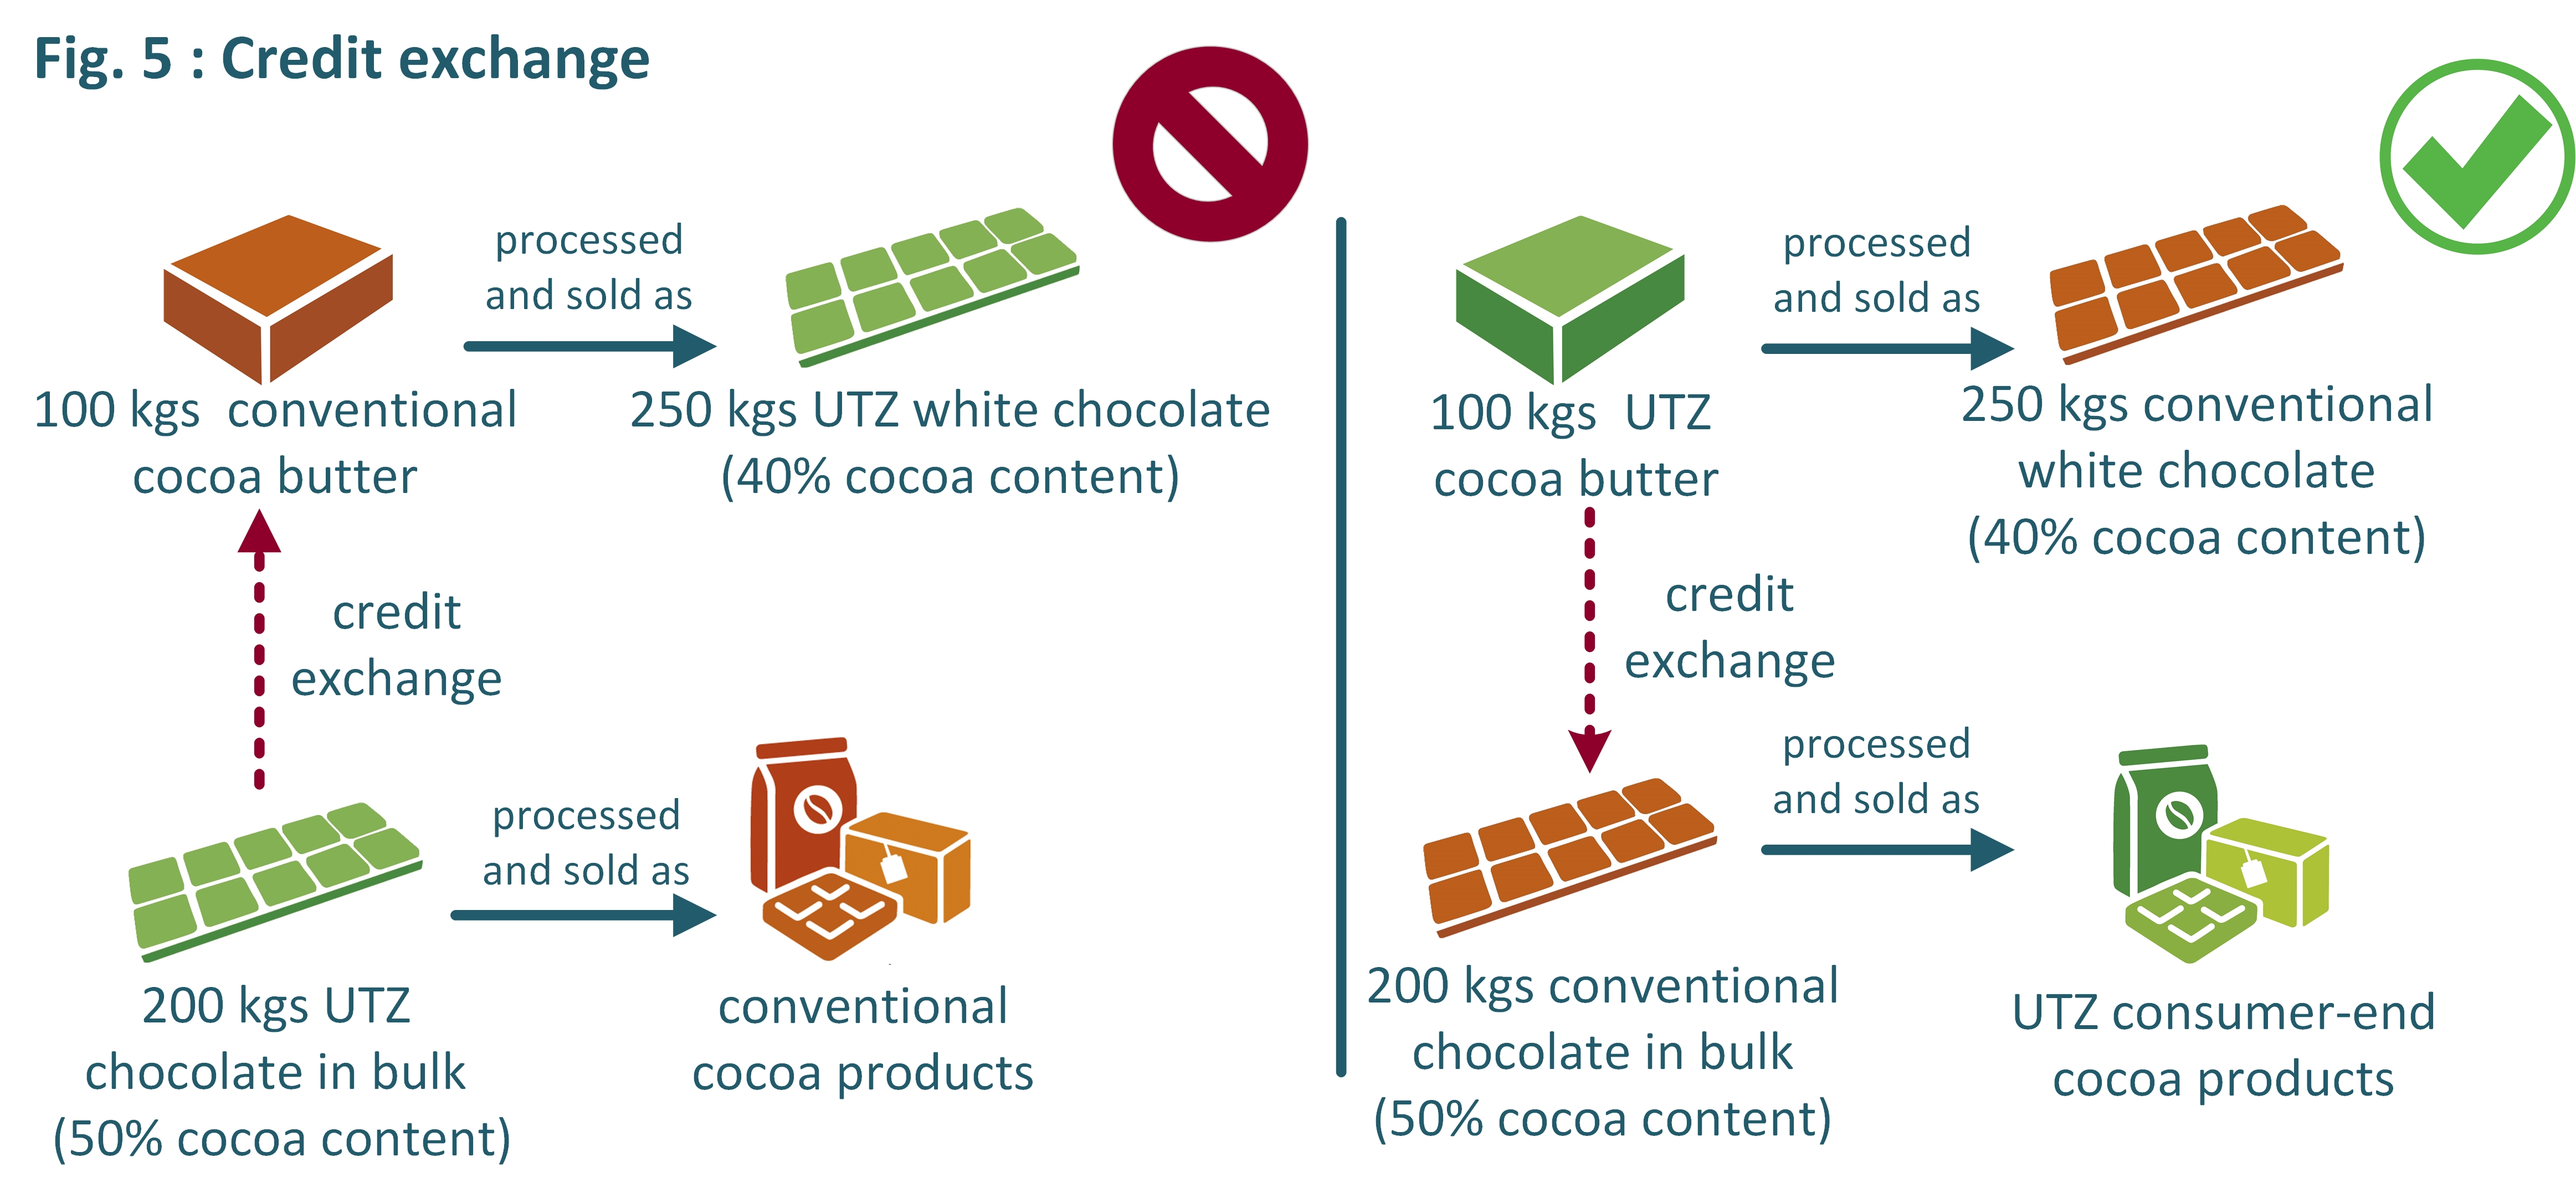 Fig. 5 : Credit exchange
processed
and sold as
100 kgs  conventional
cocoa butter
250 kgs UTZ white chocolate
(40% cocoa content)
credit
exchange
processed
and sold as
200 kgs UTZ
chocolate in bulk
(50% cocoa content)
conventional
cocoa products
processed
and sold as
100 kgs  UTZ
cocoa butter
250 kgs conventional
white chocolate
(40% cocoa content)
credit
exchange
processed
and sold as
200 kgs conventional
chocolate in bulk
(50% cocoa content)
UTZ consumer-end
cocoa products